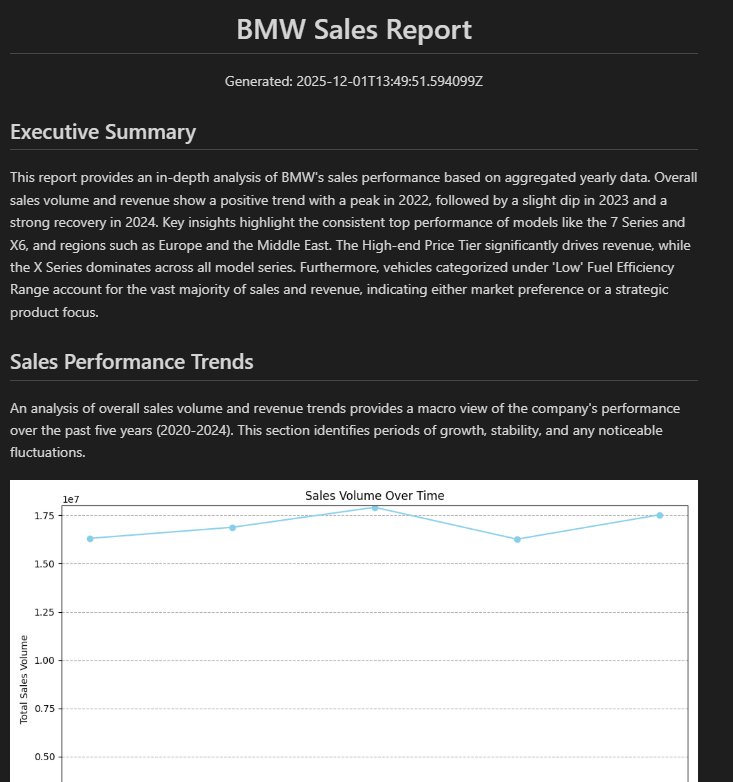 BMW Sales Report
Generated: 2025-12-01T13:49:51.594099Z
Executive Summary
This report provides an in-depth analysis of BMW's sales performance based on aggregated yearly data. Overall
sales volume and revenue show a positive trend with a peak in 2022, followed by a slight dip in 2023 and a
strong recovery in 2024. Key insights highlight the consistent top performance of models like the 7 Series and
X6, and regions such as Europe and the Middle East. The High-end Price Tier significantly drives revenue, while
the X Series dominates across all model series. Furthermore, vehicles categorized under 'Low' Fuel Efficiency
Range account for the vast majority of sales and revenue, indicating either market preference or a strategic
product focus.
Sales Performance Trends
An analysis of overall sales volume and revenue trends provides a macro view of the company's performance
over the past five years (2020-2024). This section identifies periods of growth, stability, and any noticeable
fluctuations.
Sales Volume Over Time
1e7
1.75
1.50
1.25
1.00
0.75
0.50
Total Sales Volume